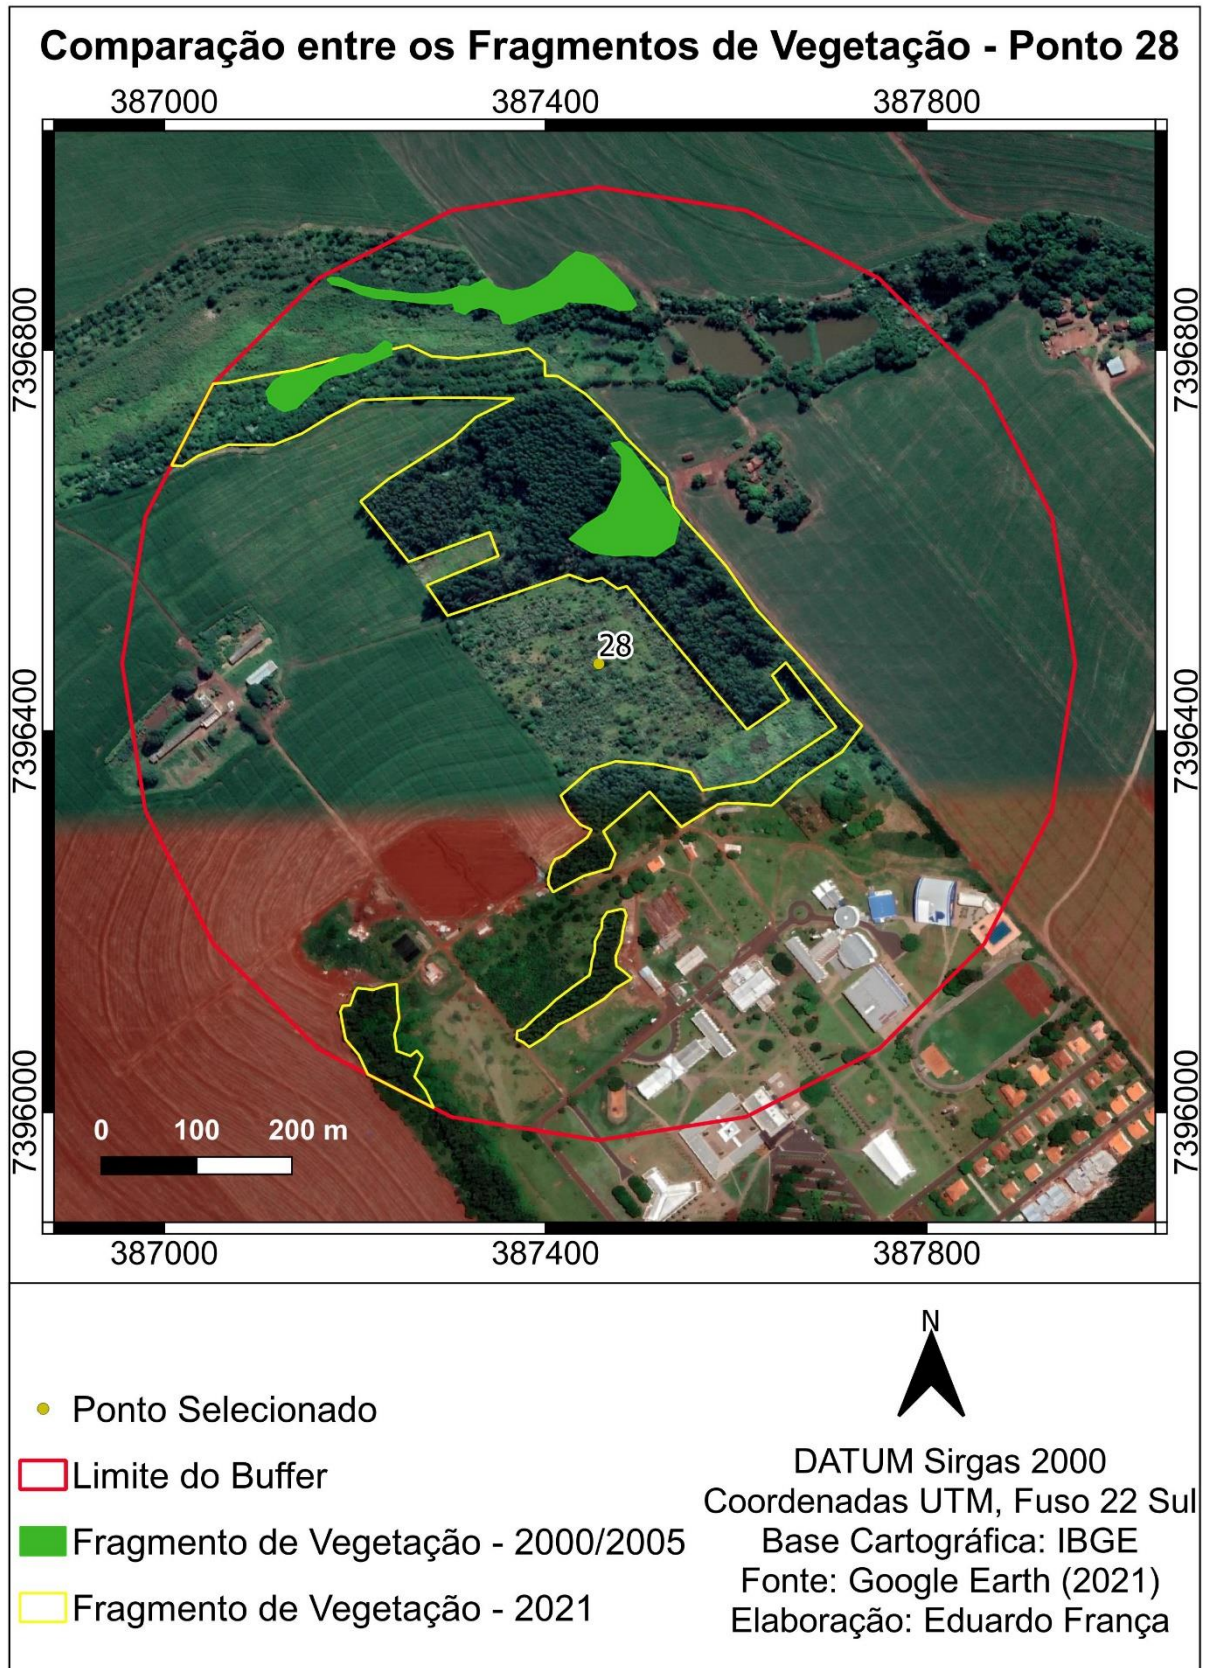 Comparação entre os Fragmentos de Vegetação - Ponto 28
387000 387400 387800
7396800 7396800
28
7396400 7396400
7396000 7396000
0 100 200 m
387000 387400 387800
N
Ponto Selecionado
Limite do Buffer
Fragmento de Vegetação - 2000/2005
Fragmento de Vegetação - 2021
DATUM Sirgas 2000
Coordenadas UTM, Fuso 22 Sul
Base Cartográfica: IBGE
Fonte: Google Earth (2021)
Elaboração: Eduardo França